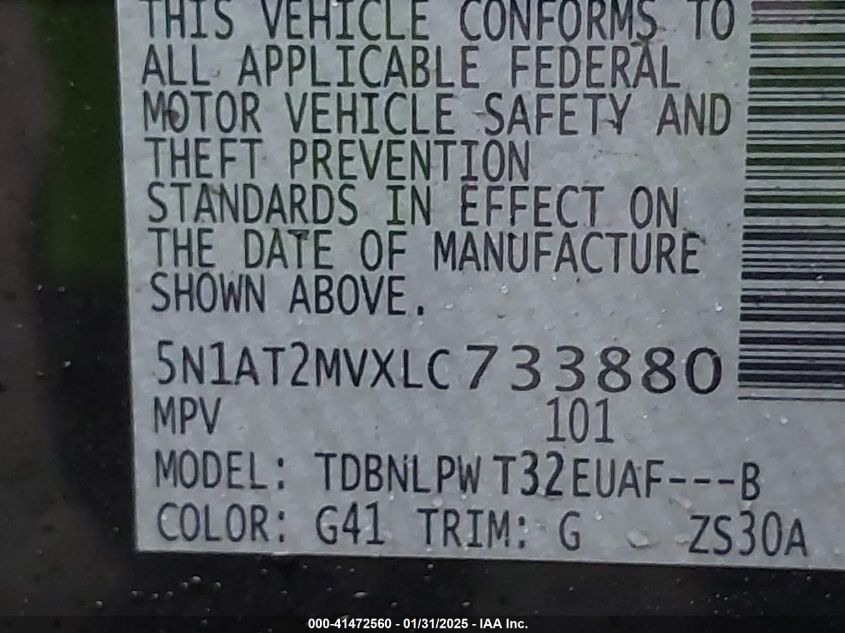 THIS VEHICLE CONFORMS TO
ALL APPLICABLE FEDERAL
MOTOR VEHICLE SAFETY AND
THEFT PREVENTION
STANDARDS IN EFFECT ON
THE DATE OF MANUFACTURE
SHOWN ABOVE.
5N1AT2MVXLC733880
MPV 101
MODEL: TDBNLPW T32EUAF---B
COLOR: G41 TRIM: G ZS30A
000-41472560 - 01/31/2025 - IAA Inc.